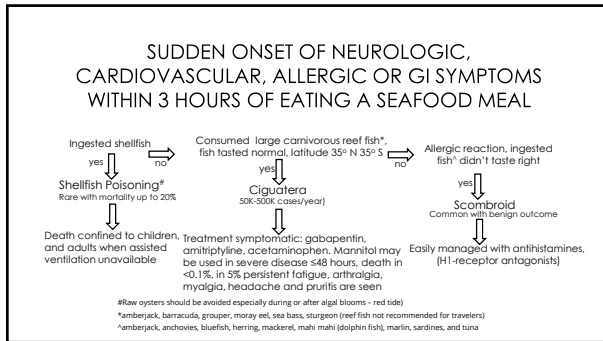 SUDDEN ONSET OF NEUROLOGIC,
CARDIOVASCULAR, ALLERGIC OR GI SYMPTOMS
WITHIN 3 HOURS OF EATING A SEAFOOD MEAL
Ingested shellfish
yes
no
Consumed large carnivorous reef fish*,
fish tasted normal, latitude 35º N 35º S
yes
no
Allergic reaction, ingested
fish^ didn't taste right
yes
Shellfish Poisoning#
Rare with mortality up to 20%
Ciguatera
50K-500K cases/year)
Scombroid
Common with benign outcome
Death confined to children,
and adults when assisted
ventilation unavailable
Treatment symptomatic: gabapentin,
amitriptyline, acetaminophen. Mannitol may
be used in severe disease ≤48 hours, death in
<0.1%, in 5% persistent fatigue, arthralgia,
myalgia, headache and pruritis are seen
Easily managed with antihistamines,
(H1-receptor antagonists)
#Raw oysters should be avoided especially during or after algal blooms – red tide)
*amberjack, barracuda, grouper, moray eel, sea bass, sturgeon (reef fish not recommended for travelers)
^amberjack, anchovies, bluefish, herring, mackerel, mahi mahi (dolphin fish), marlin, sardines, and tuna